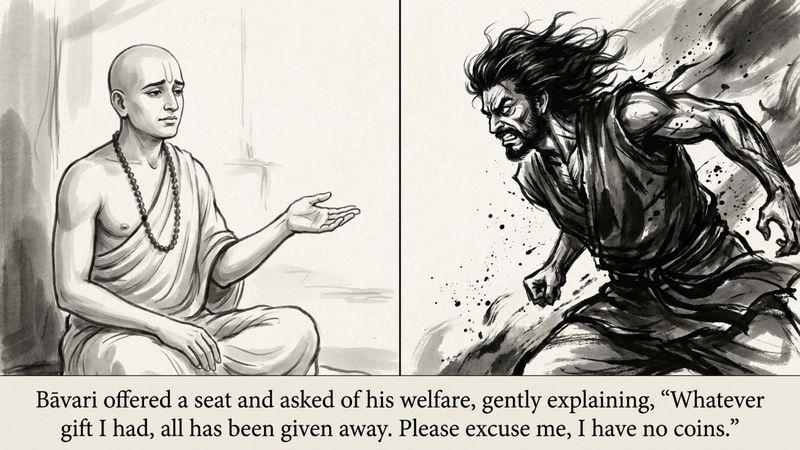 Bāvari offered a seat and asked of his welfare, gently explaining, “Whatever
gift I had, all has been given away. Please excuse me, I have no coins.”